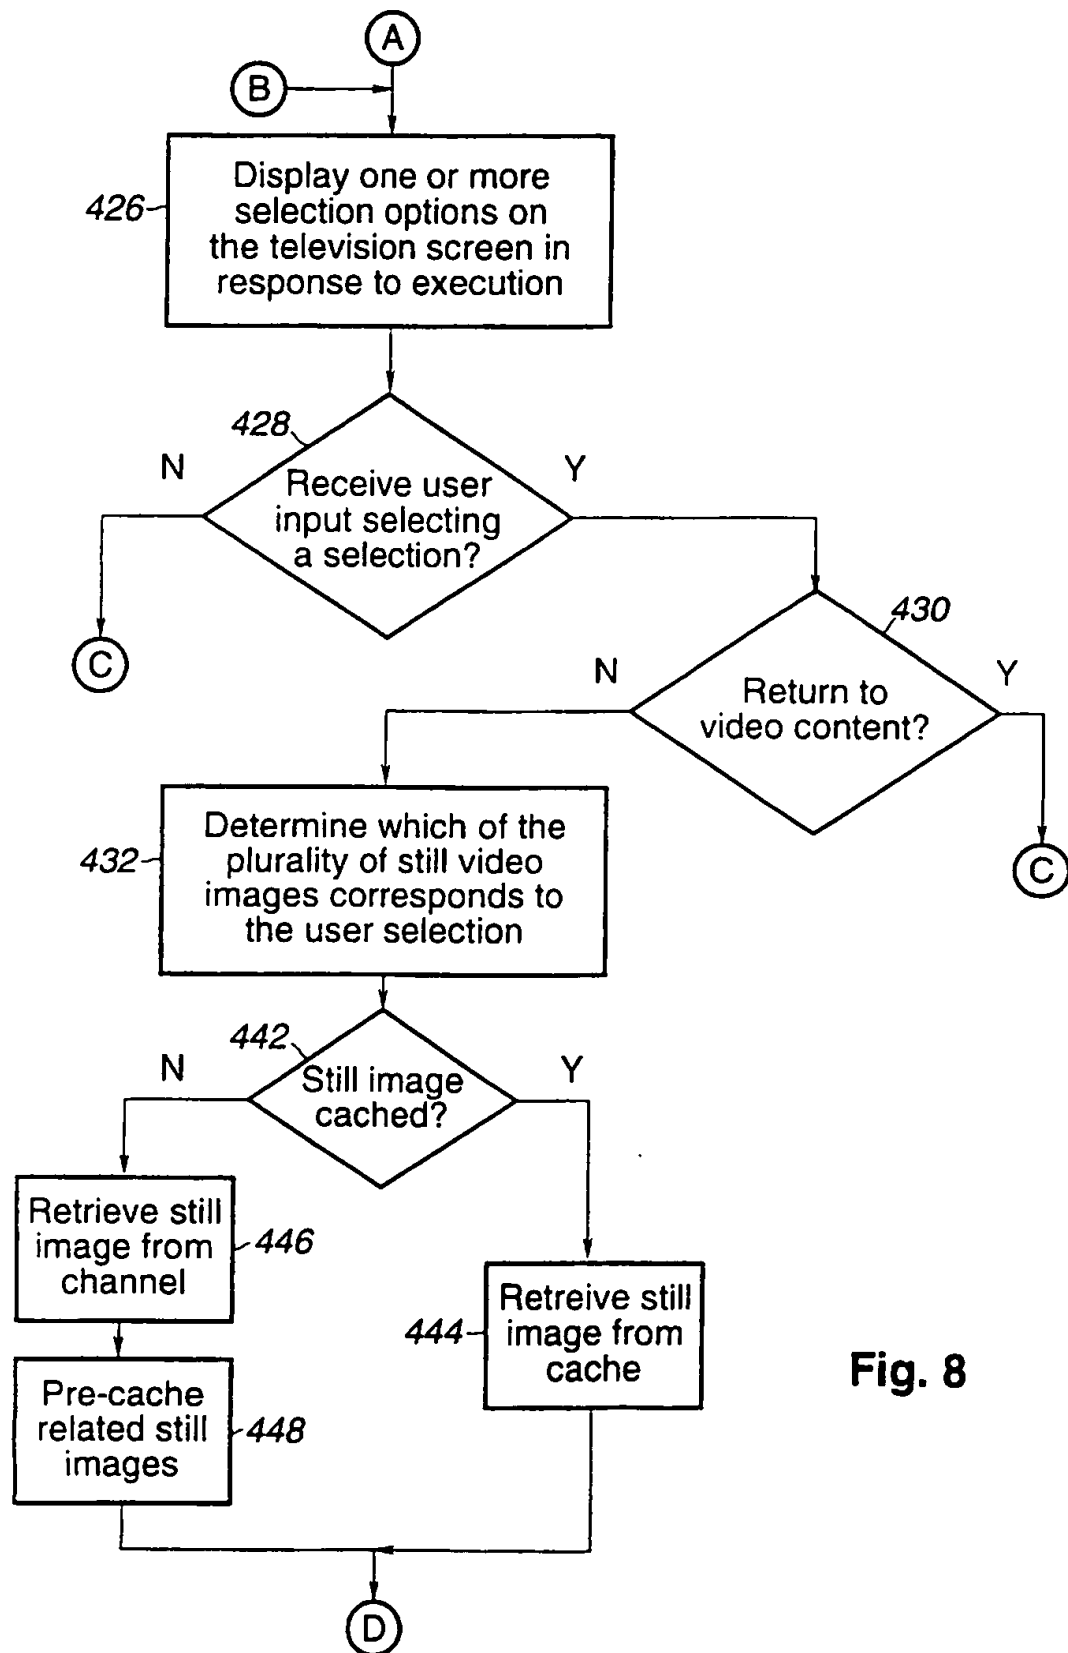 A
B
426
Display one or more
selection options on
the television screen in
response to execution
428
N
Y
Receive user
input selecting
a selection?
C
430
N
Y
Return to
video content?
C
432
Determine which of the
plurality of still video
images corresponds to
the user selection
442
N
Y
Still image
cached?
Retrieve still
image from
channel
446
444
Retreive still
image from
cache
Pre-cache
related still
images
448
Fig. 8
D